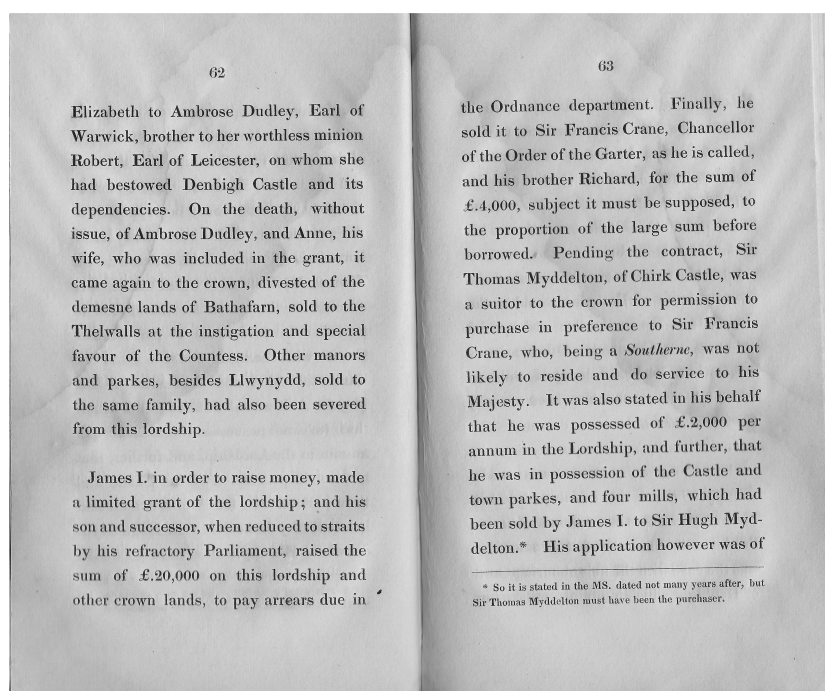 62
Elizabeth to Ambrose Dudley, Earl of
Warwick, brother to her worthless minion
Robert, Earl of Leicester, on whom she
had bestowed Denbigh Castle and its
dependencies. On the death, without
issue, of Ambrose Dudley, and Anne, his
wife, who was included in the grant, it
came again to the crown, divested of the
demesne lands of Bathafarn, sold to the
Thelwalls at the instigation and special
favour of the Countess. Other manors
and parkes, besides Llwynydd, sold to
the same family, had also been severed
from this lordship.
James I. in order to raise money, made
a limited grant of the lordship; and his
son and successor, when reduced to straits
by his refractory Parliament, raised the
sum of £.20,000 on this lordship and
other crown lands, to pay arrears due in
63
the Ordnance department. Finally, he
sold it to Sir Francis Crane, Chancellor
of the Order of the Garter, as he is called,
and his brother Richard, for the sum of
£.4,000, subject it must be supposed, to
the proportion of the large sum before
borrowed. Pending the contract, Sir
Thomas Myddelton, of Chirk Castle, was
a suitor to the crown for permission to
purchase in preference to Sir Francis
Crane, who, being a Southerne, was not
likely to reside and do service to his
Majesty. It was also stated in his behalf
that he was possessed of £.2,000 per
annum in the Lordship, and further, that
he was in possession of the Castle and
town parkes, and four mills, which had
been sold by James I. to Sir Hugh Myd-
delton.* His application however was of
* So it is stated in the MS. dated not many years after, but
Sir Thomas Myddelton must have been the purchaser.